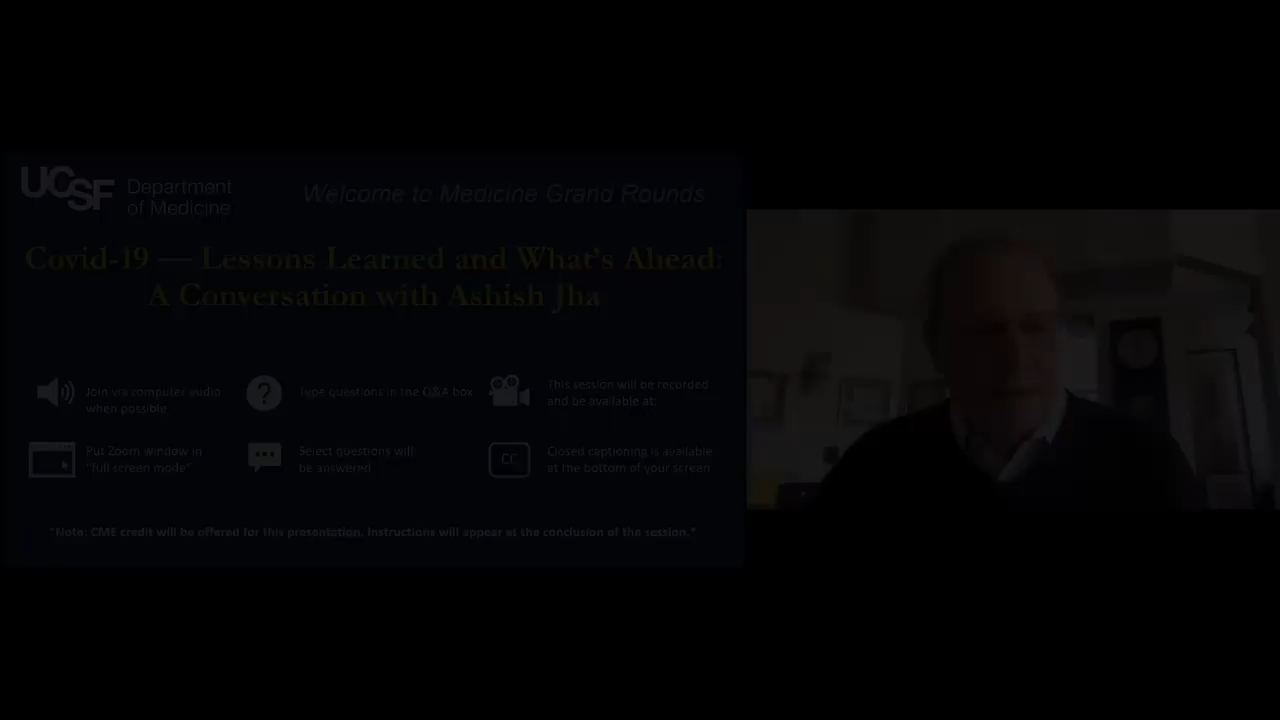 UCSF
Department
of Medicine
Welcome to Medicine Grand Rounds
Covid-19 — Lessons Learned and What's Ahead:
A Conversation with Ashish Jha
Join via computer audio
when possible
?
Type questions in the Q&A box
This session will be recorded
and be available at:
Put Zoom window in
"full screen mode"
Select questions will
be answered
CC
Closed captioning is available
at the bottom of your screen
*Note: CME credit will be offered for this presentation. Instructions will appear at the conclusion of the session.*